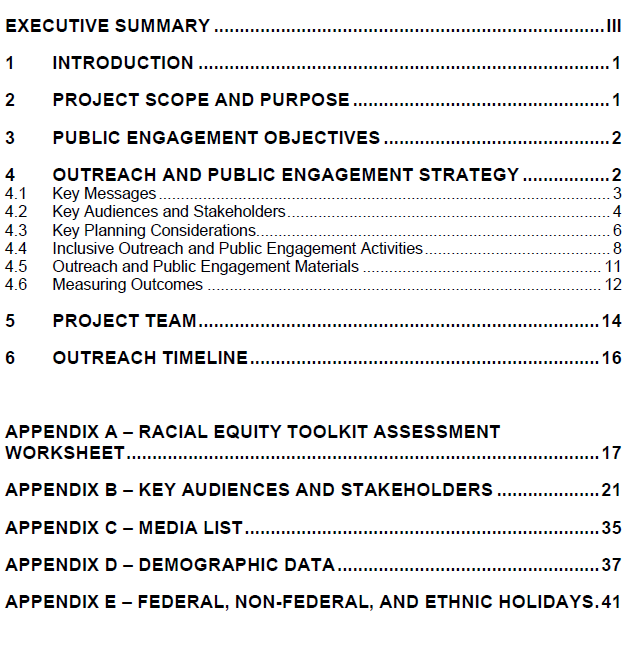 EXECUTIVE SUMMARY ........................................................................... III
1 INTRODUCTION ................................................................................ 1
2 PROJECT SCOPE AND PURPOSE .................................................. 1
3 PUBLIC ENGAGEMENT OBJECTIVES ............................................ 2
4 OUTREACH AND PUBLIC ENGAGEMENT STRATEGY ................. 2
4.1 Key Messages ..................................................................................................... 3
4.2 Key Audiences and Stakeholders........................................................................ 4
4.3 Key Planning Considerations............................................................................... 6
4.4 Inclusive Outreach and Public Engagement Activities......................................... 8
4.5 Outreach and Public Engagement Materials ..................................................... 11
4.6 Measuring Outcomes ........................................................................................ 12
5 PROJECT TEAM.............................................................................. 14
6 OUTREACH TIMELINE.................................................................... 16
APPENDIX A – RACIAL EQUITY TOOLKIT ASSESSMENT
WORKSHEET............................................................................................ 17
APPENDIX B – KEY AUDIENCES AND STAKEHOLDERS .................... 21
APPENDIX C – MEDIA LIST..................................................................... 35
APPENDIX D – DEMOGRAPHIC DATA................................................... 37
APPENDIX E – FEDERAL, NON-FEDERAL, AND ETHNIC HOLIDAYS. 41